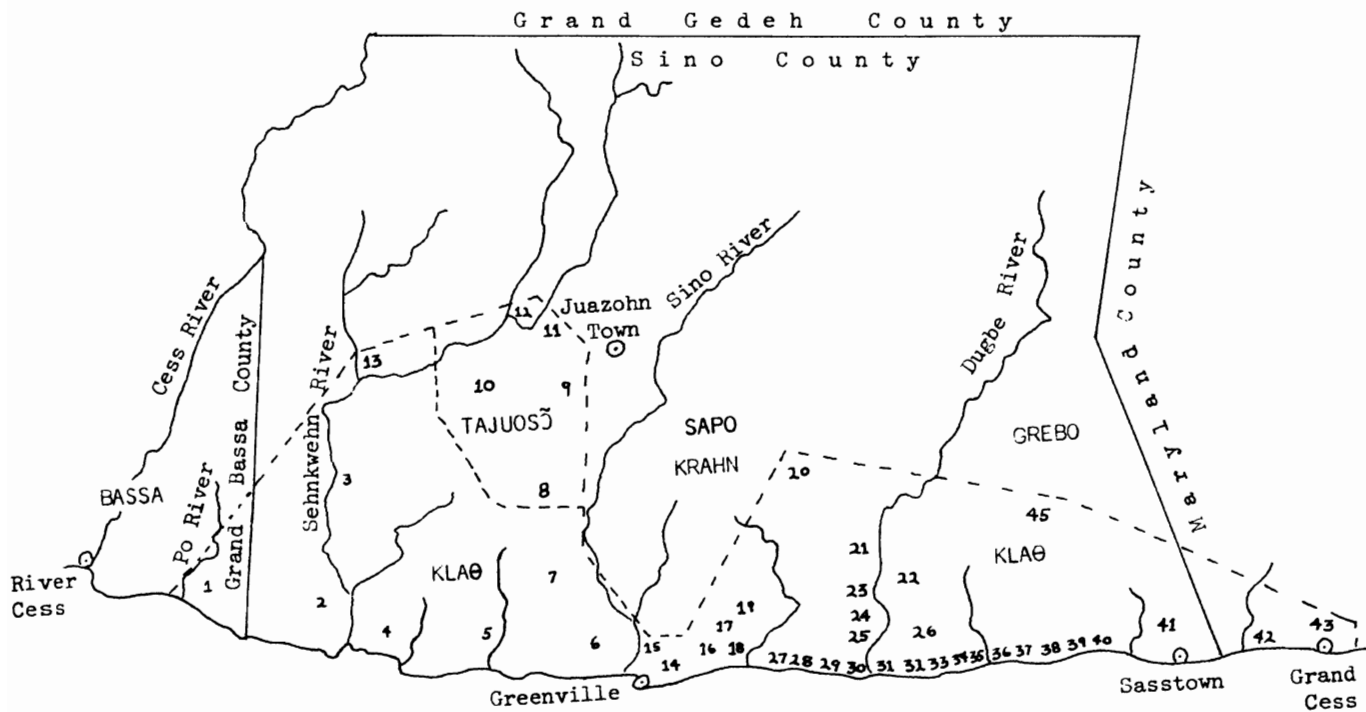 Grand Gedeh County
Sino County
Maryland County
Cess River
Grand Bassa County
Sehnkwehn River
Po River
Sino River
Dugbe River
Juazohn
Town
12
11
13
10
9
TAJUOSɔ̃
SAPO
KRAHN
GREBO
BASSA
3
8
20
45
21
KLAɵ
7
22
KLAɵ
River
Cess
1
2
23
24
25
26
4
5
6
19
17
15
16
18
14
27 28 29 30 31 32 33 34 35 36 37 38 39 40
41
42
43
Greenville
Sasstown
Grand
Cess